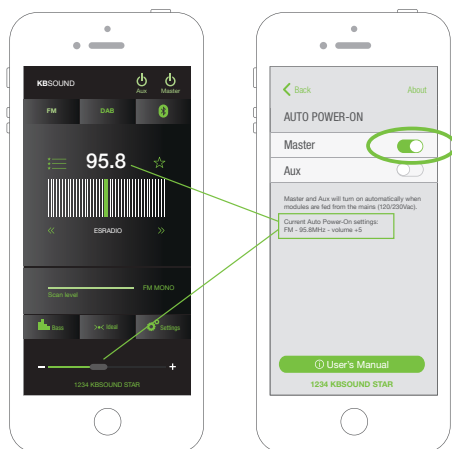 KBSOUND
Aux Master
FM DAB
95.8
ESRADIO
FM MONO
Scan level
Bass Ideal Settings
- +
1234 KBSOUND STAR
Back About
AUTO POWER-ON
Master
Aux
Master and Aux will turn on automatically when
modules are fed from the mains (120/230Vac).
Current Auto Power-On settings:
FM - 95.8MHz - volume +5
User's Manual
1234 KBSOUND STAR